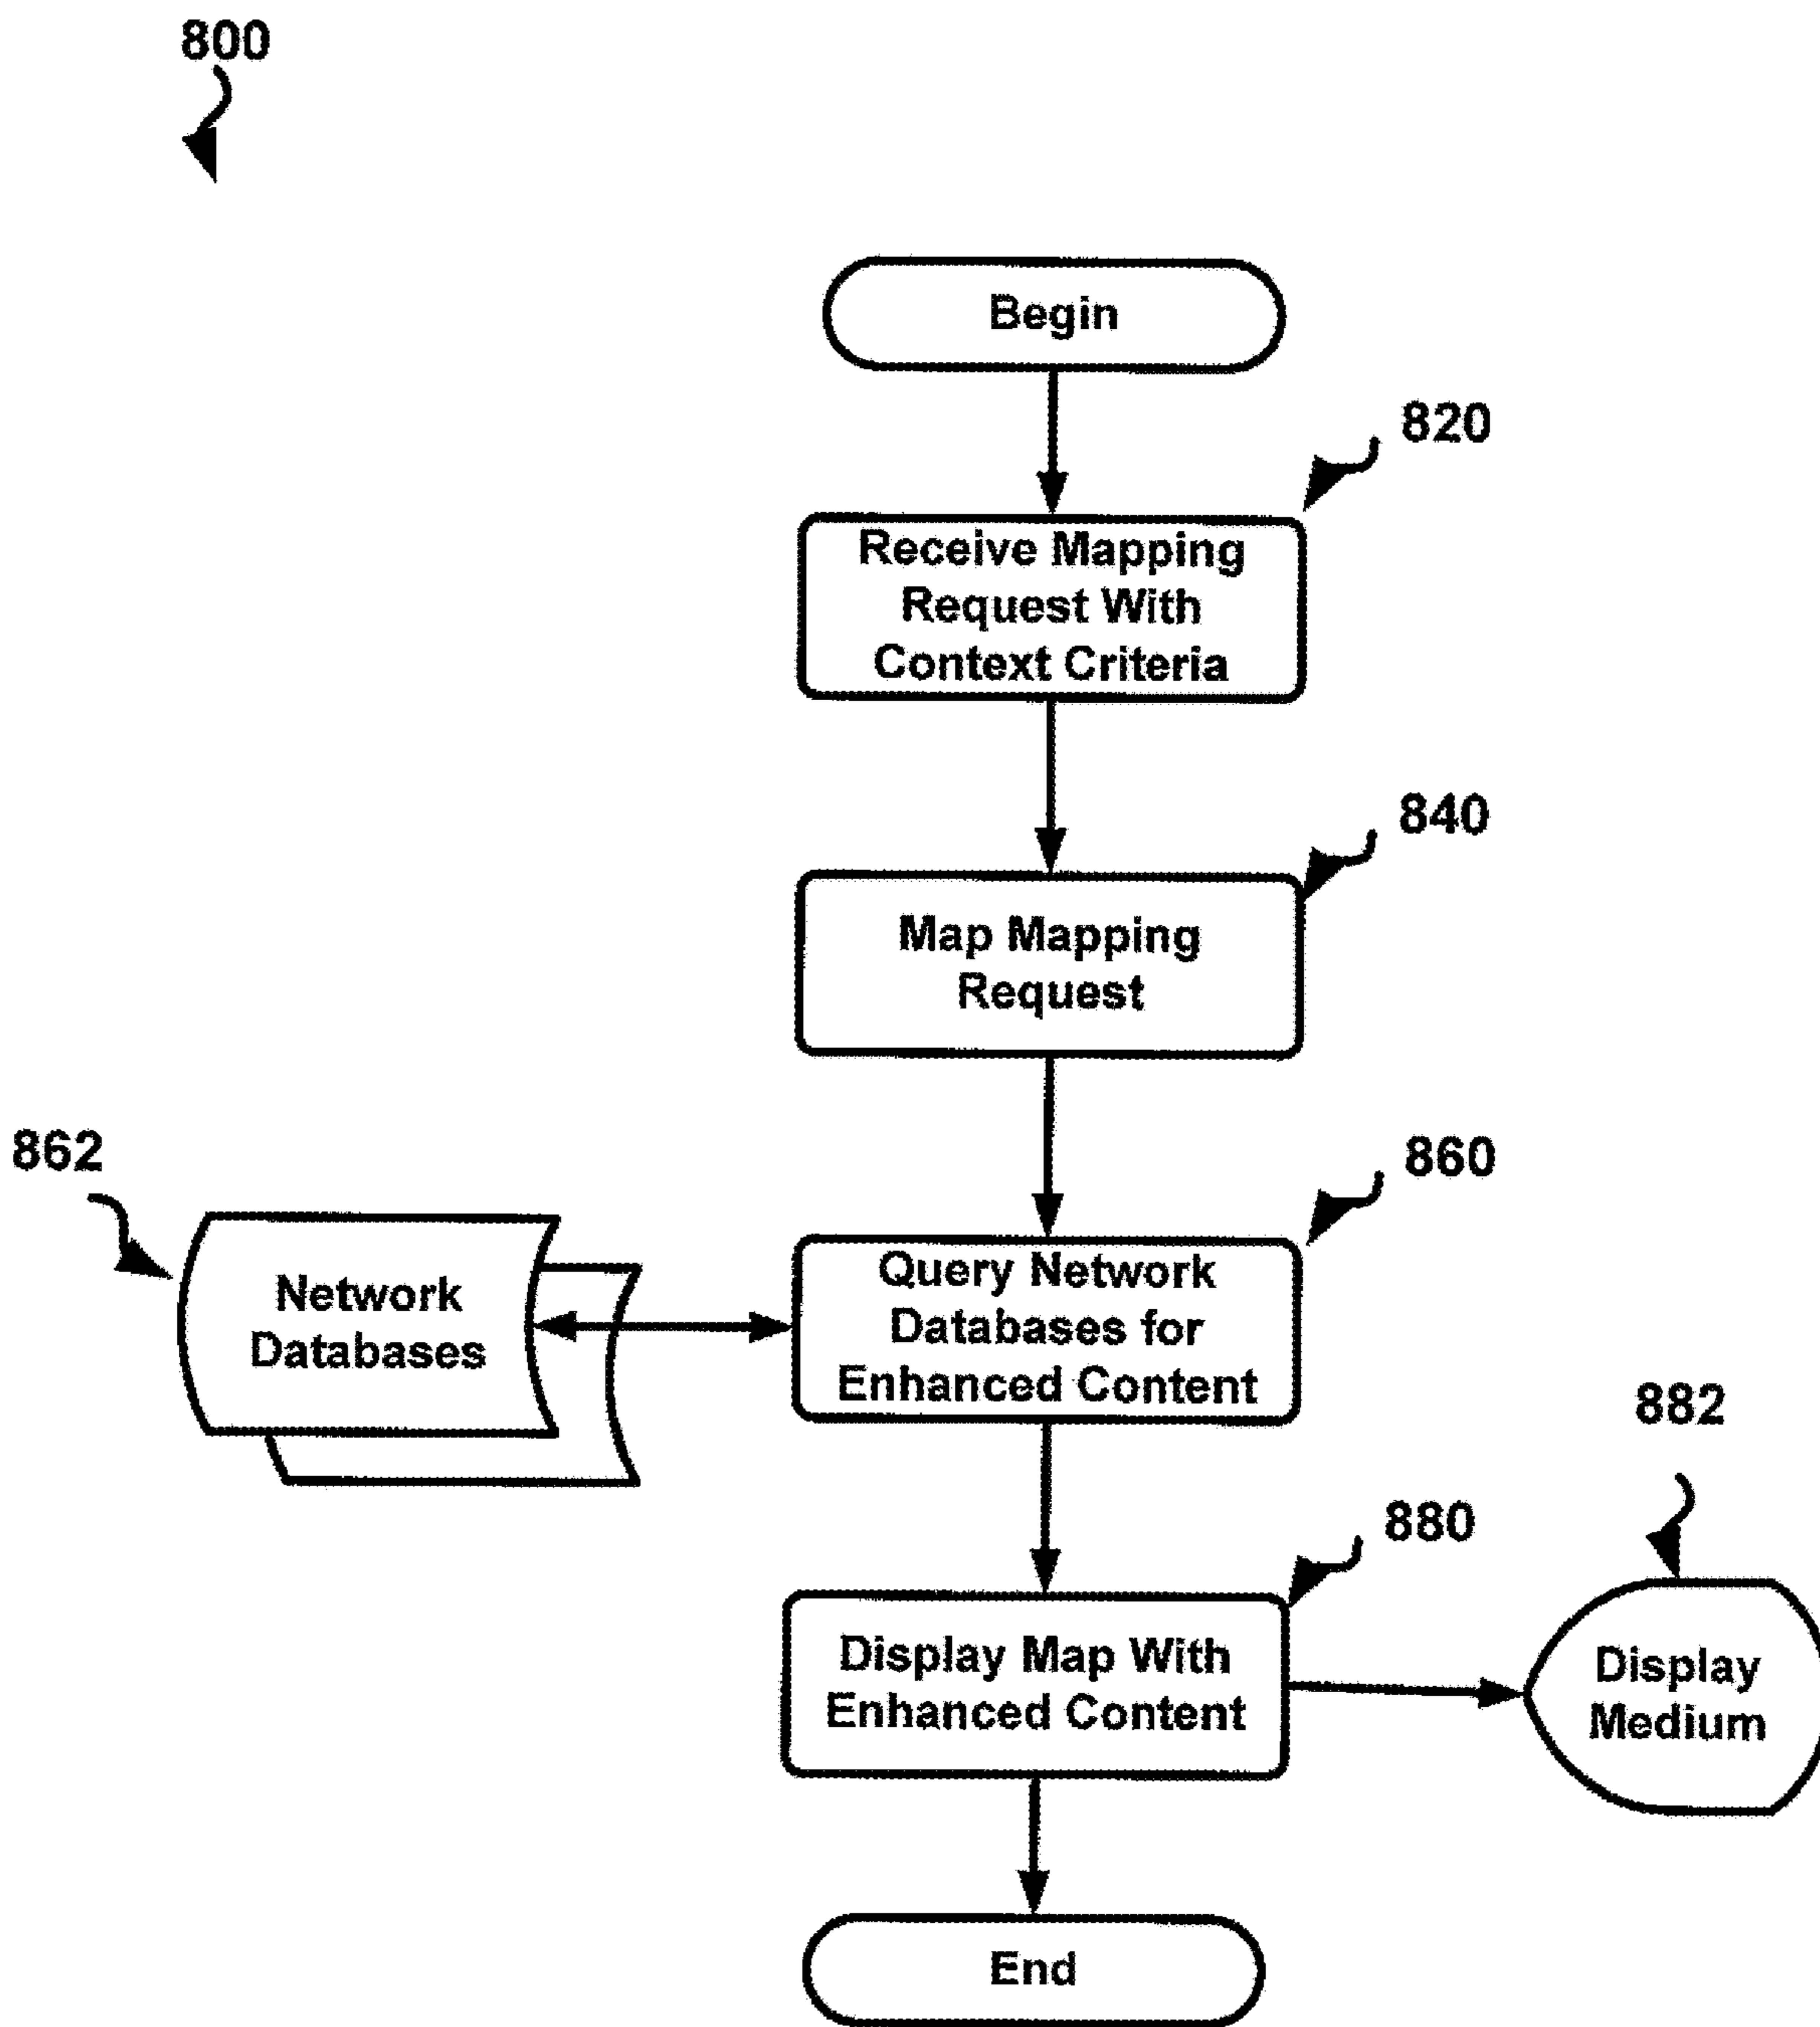 800
Begin
820
Receive Mapping
Request With
Context Criteria
840
Map Mapping
Request
862
860
Network
Databases
Query Network
Databases for
Enhanced Content
882
880
Display Map With
Enhanced Content
Display
Medium
End